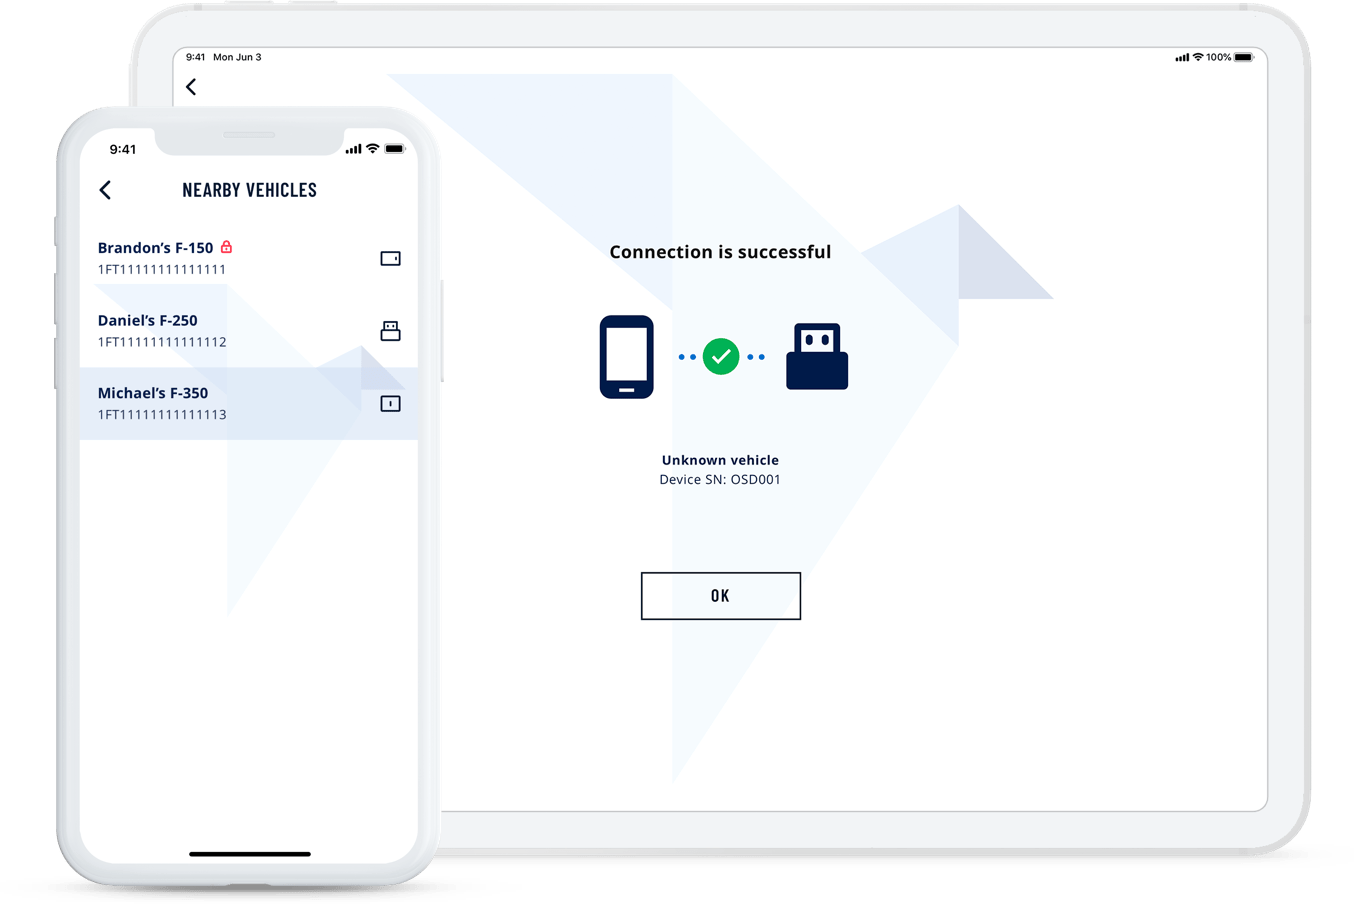 9:41 Mon Jun 3
100%
9:41
NEARBY VEHICLES
Brandon’s F-150
1FT11111111111111
Daniel’s F-250
1FT11111111111112
Michael’s F-350
1FT11111111111113
Connection is successful
Unknown vehicle
Device SN: OSD001
OK